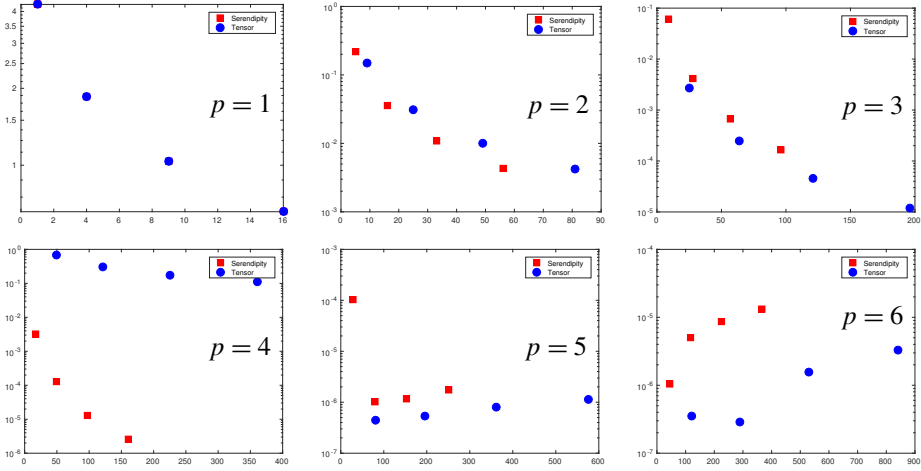 4
3.5
3
2.5
2
1.5
1
Serendipity
Tensor
p = 1
0 2 4 6 8 10 12 14 16
10⁰
10⁻¹
10⁻²
10⁻³
Serendipity
Tensor
p = 2
0 10 20 30 40 50 60 70 80 90
10⁻¹
10⁻²
10⁻³
10⁻⁴
10⁻⁵
Serendipity
Tensor
p = 3
0 50 100 150 200
10⁰
10⁻¹
10⁻²
10⁻³
10⁻⁴
10⁻⁵
10⁻⁶
Serendipity
Tensor
p = 4
0 50 100 150 200 250 300 350 400
10⁻³
10⁻⁴
10⁻⁵
10⁻⁶
10⁻⁷
Serendipity
Tensor
p = 5
0 100 200 300 400 500 600
10⁻⁴
10⁻⁵
10⁻⁶
10⁻⁷
Serendipity
Tensor
p = 6
0 100 200 300 400 500 600 700 800 900